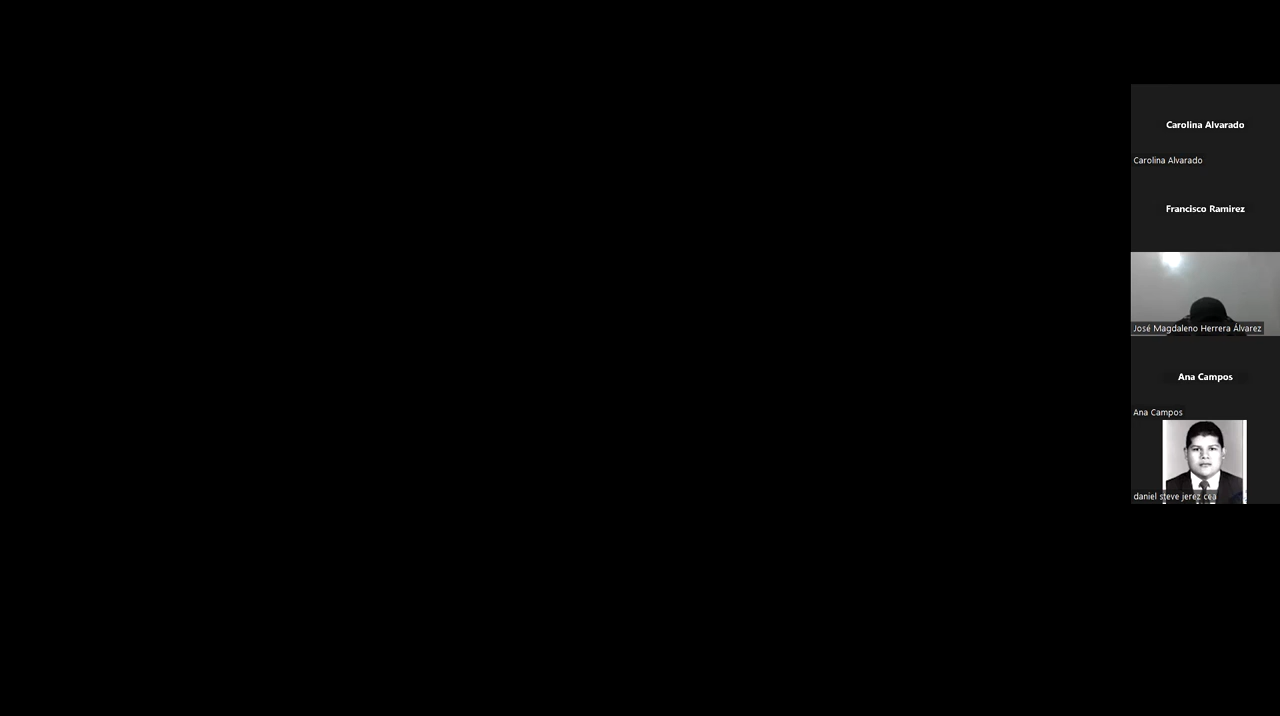 Carolina Alvarado
Carolina Alvarado
Francisco Ramirez
José Magdaleno Herrera Álvarez
Ana Campos
Ana Campos
daniel steve jerez cea